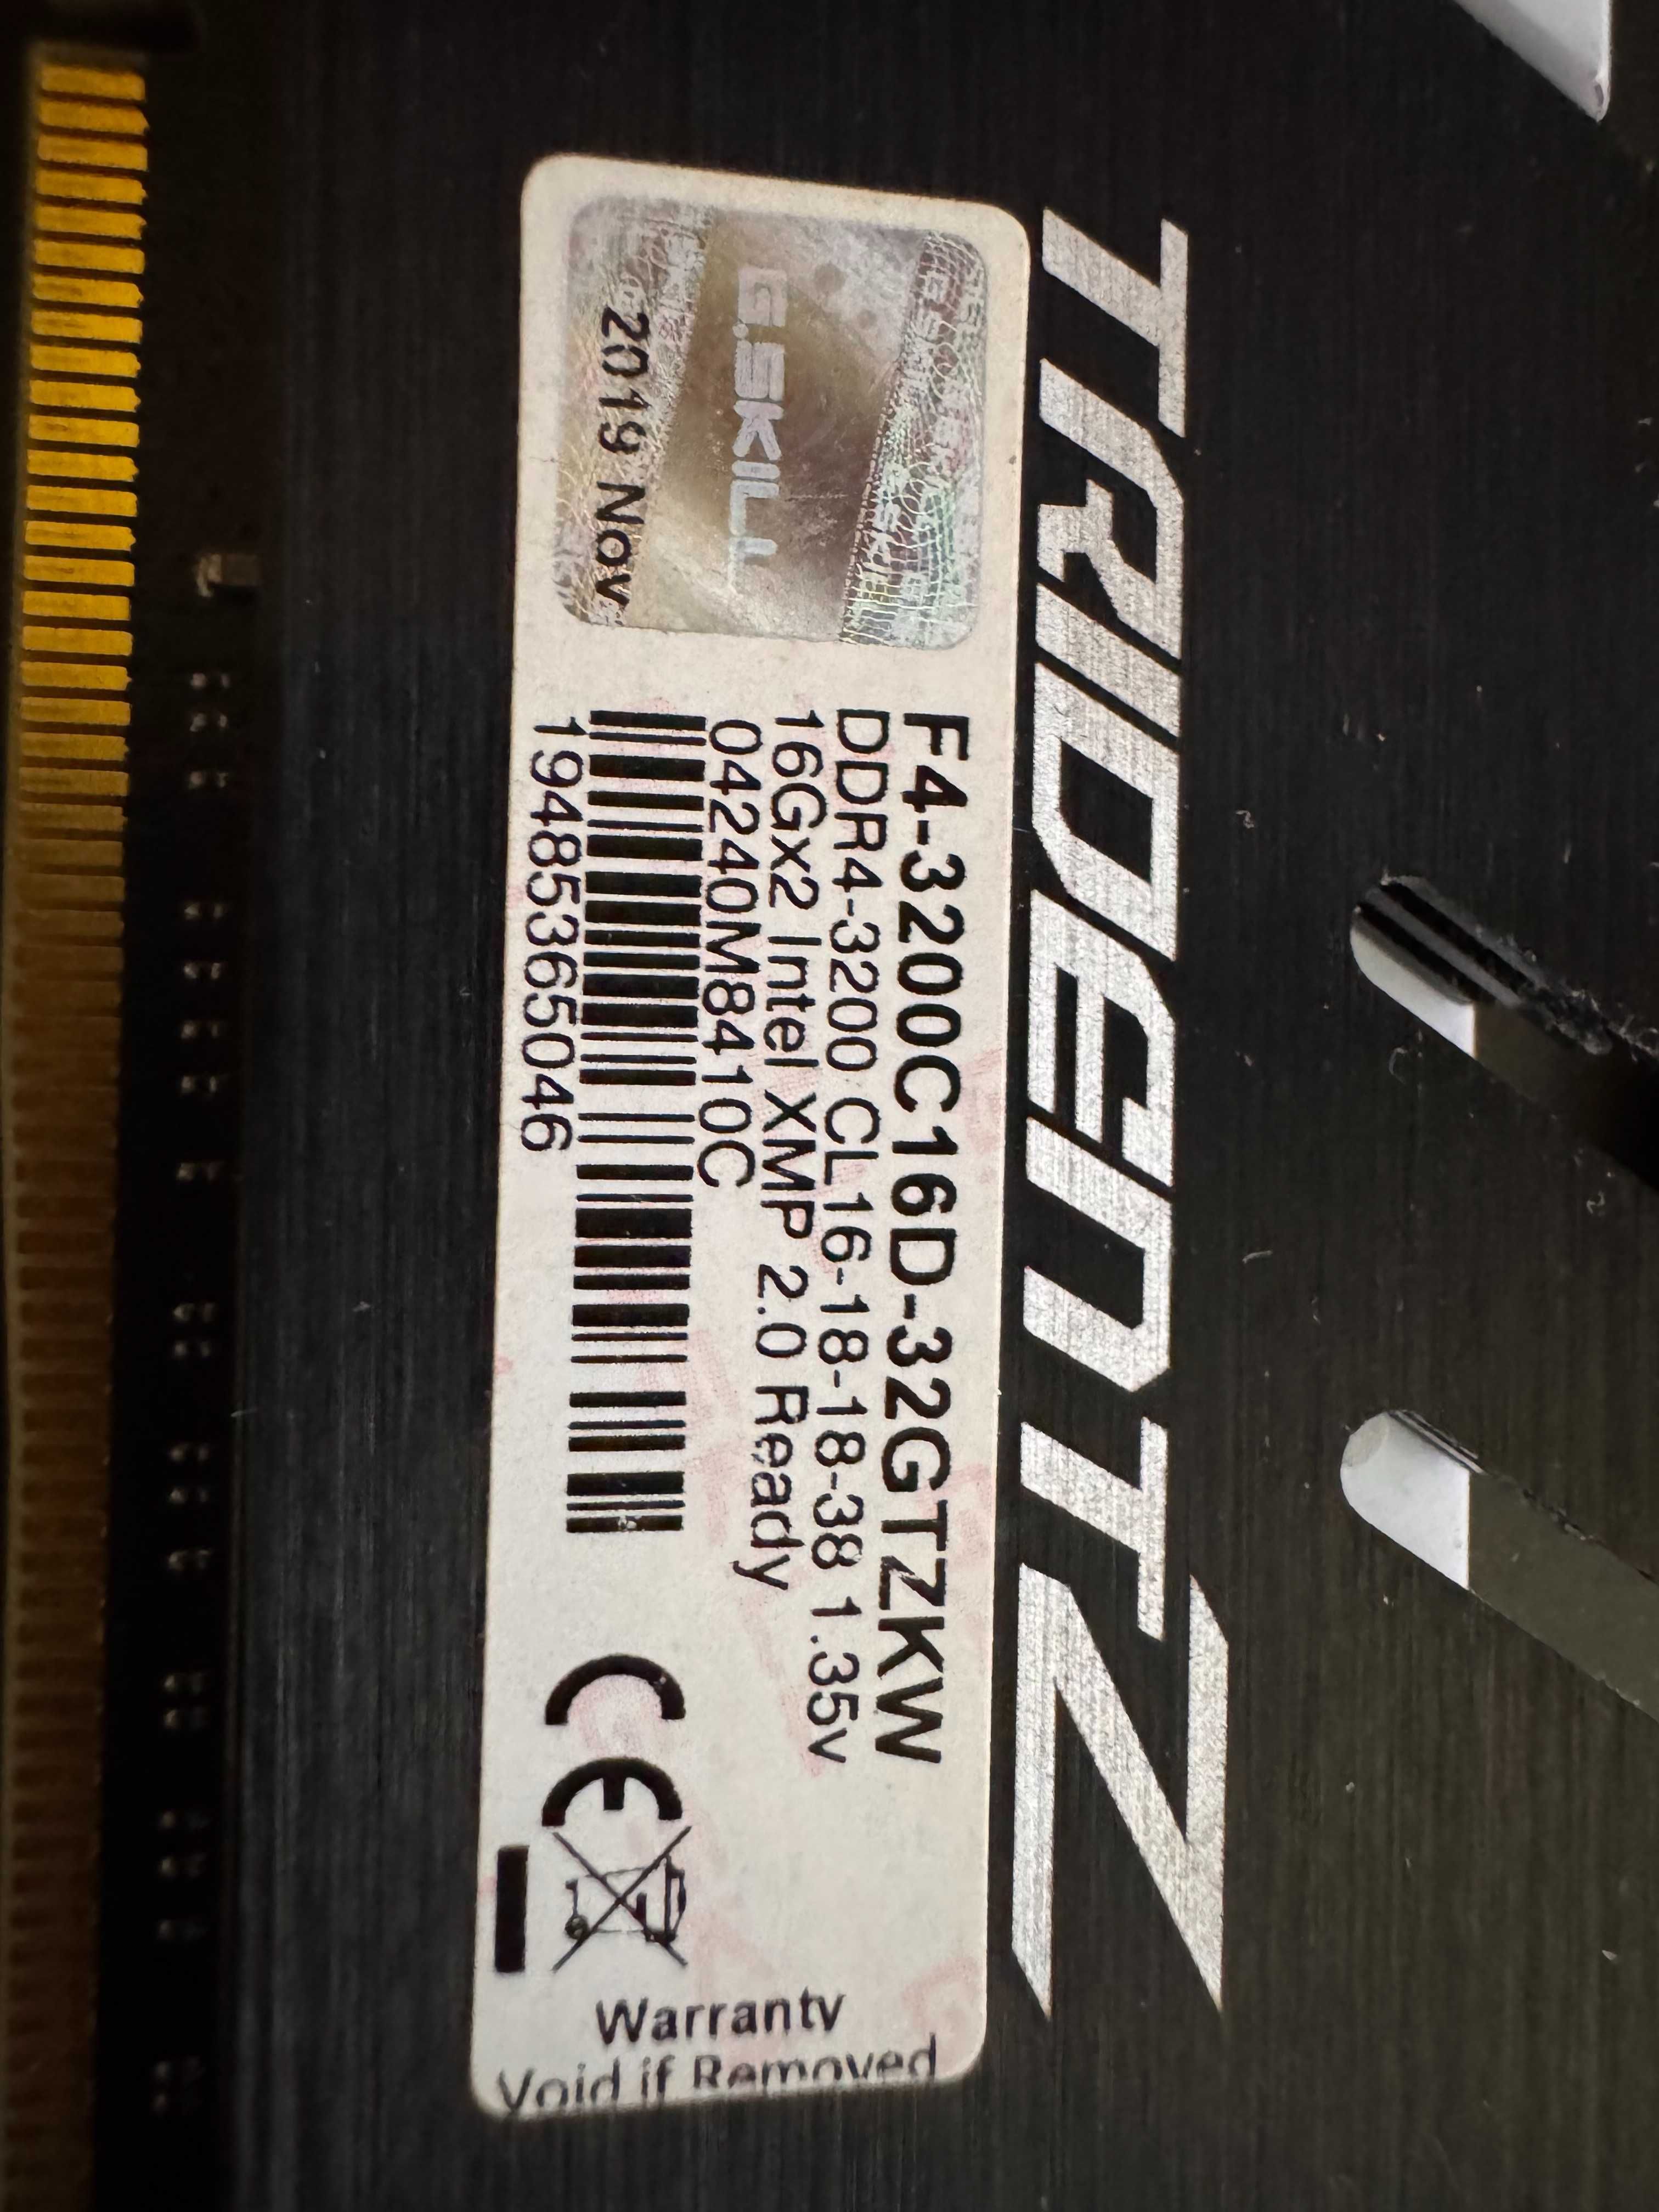 TRIDENT Z
G.SKILL
2019 Nov
F4-3200C16D-32GTZKW
DDR4-3200 CL16-18-18-38 1.35v
16Gx2 Intel XMP 2.0 Ready
04240M8410C
19485365046
CE
Warranty
Void if Removed